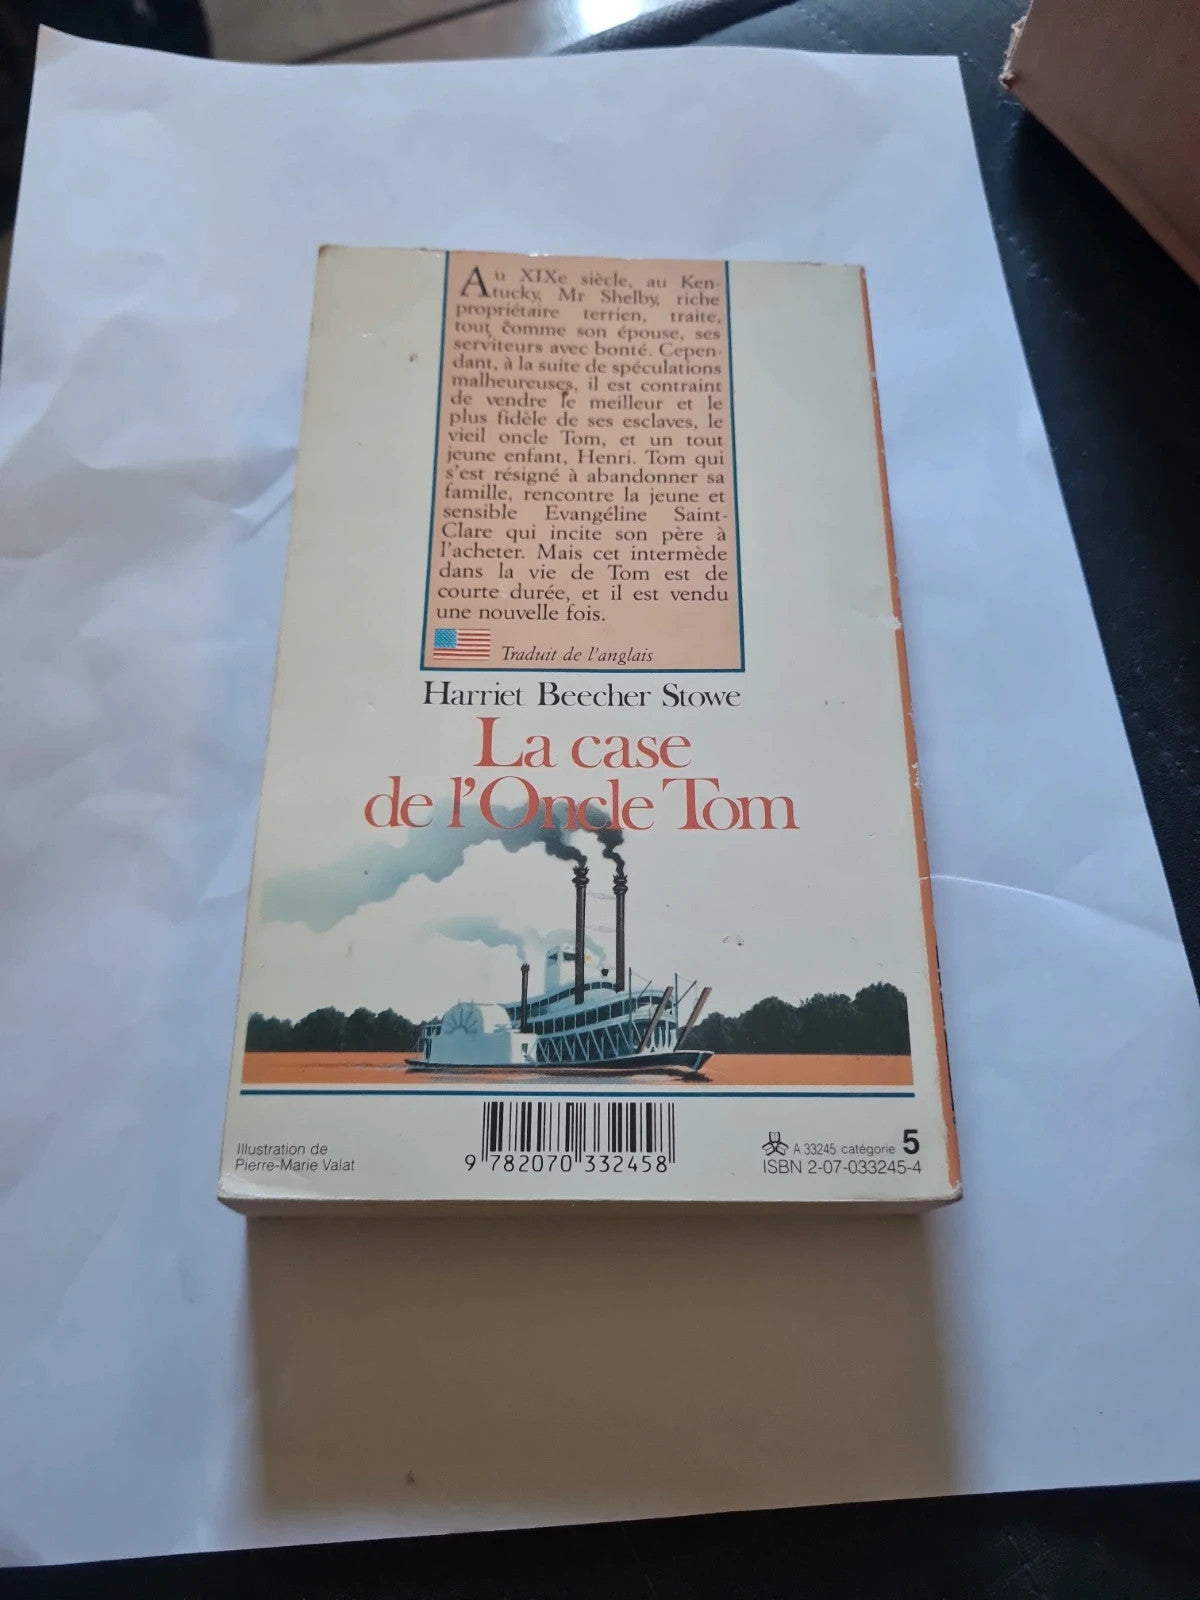 Au XIXe siècle, au Ken-
tucky, Mr Shelby, riche
propriétaire terrien, traite,
tout comme son épouse, ses
serviteurs avec bonté. Cepen-
dant, à la suite de spéculations
malheureuses, il est contraint
de vendre le meilleur et le
plus fidèle de ses esclaves, le
vieil oncle Tom, et un tout
jeune enfant, Henri. Tom qui
s'est résigné à abandonner sa
famille, rencontre la jeune et
sensible Evangéline Saint-
Clare qui incite son père à
l'acheter. Mais cet intermède
dans la vie de Tom est de
courte durée, et il est vendu
une nouvelle fois.
Traduit de l'anglais
Harriet Beecher Stowe
La case
de l'Oncle Tom
Illustration de
Pierre-Marie Valat
9 782070 332458
A 33245 catégorie 5
ISBN 2-07-033245-4